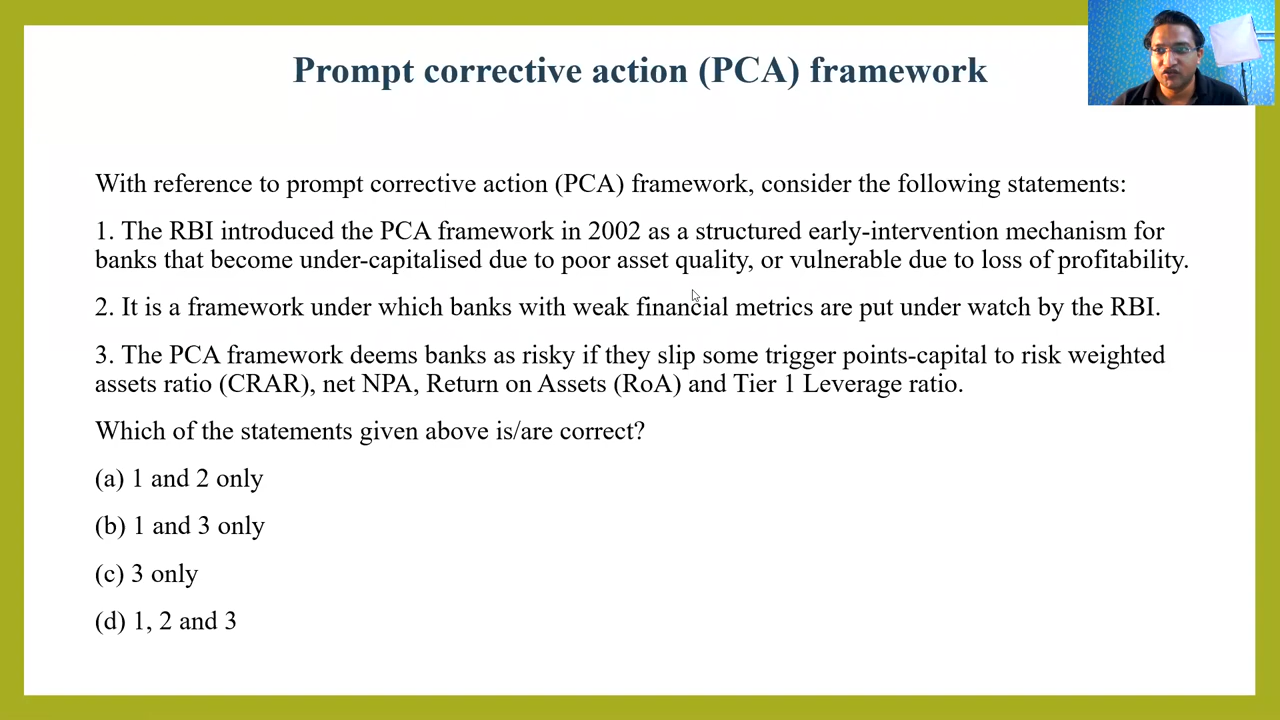 Prompt corrective action (PCA) framework
With reference to prompt corrective action (PCA) framework, consider the following statements:
1. The RBI introduced the PCA framework in 2002 as a structured early-intervention mechanism for
banks that become under-capitalised due to poor asset quality, or vulnerable due to loss of profitability.
2. It is a framework under which banks with weak financial metrics are put under watch by the RBI.
3. The PCA framework deems banks as risky if they slip some trigger points-capital to risk weighted
assets ratio (CRAR), net NPA, Return on Assets (RoA) and Tier 1 Leverage ratio.
Which of the statements given above is/are correct?
(a) 1 and 2 only
(b) 1 and 3 only
(c) 3 only
(d) 1, 2 and 3